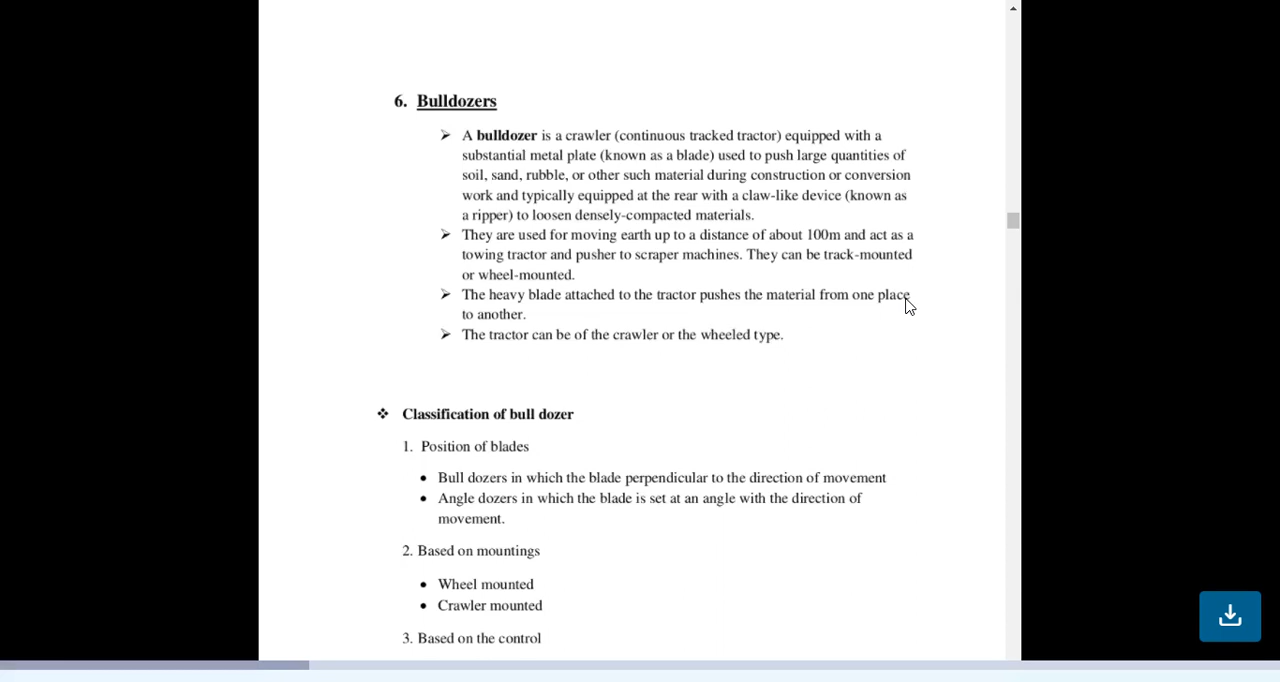 6. Bulldozers
➢ A bulldozer is a crawler (continuous tracked tractor) equipped with a
substantial metal plate (known as a blade) used to push large quantities of
soil, sand, rubble, or other such material during construction or conversion
work and typically equipped at the rear with a claw-like device (known as
a ripper) to loosen densely-compacted materials.
➢ They are used for moving earth up to a distance of about 100m and act as a
towing tractor and pusher to scraper machines. They can be track-mounted
or wheel-mounted.
➢ The heavy blade attached to the tractor pushes the material from one place
to another.
➢ The tractor can be of the crawler or the wheeled type.
❖ Classification of bull dozer
1. Position of blades
• Bull dozers in which the blade perpendicular to the direction of movement
• Angle dozers in which the blade is set at an angle with the direction of
movement.
2. Based on mountings
• Wheel mounted
• Crawler mounted
3. Based on the control